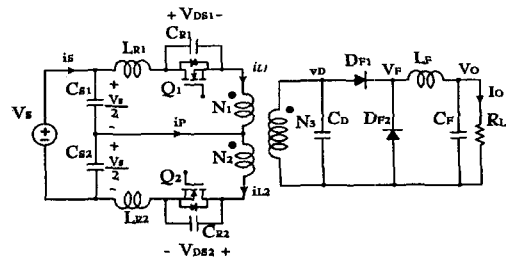 + VDS1 -
CR1
LR1
iS
iL1
Q1
DF1
LF
vD
VF
VO
IO
CS1
+
VS
2
-
N1
N3
VS
+
-
iP
CD
DF2
CF
RL
CS2
+
VS
2
-
N2
Q2
LR2
iL2
CR2
- VDS2 +